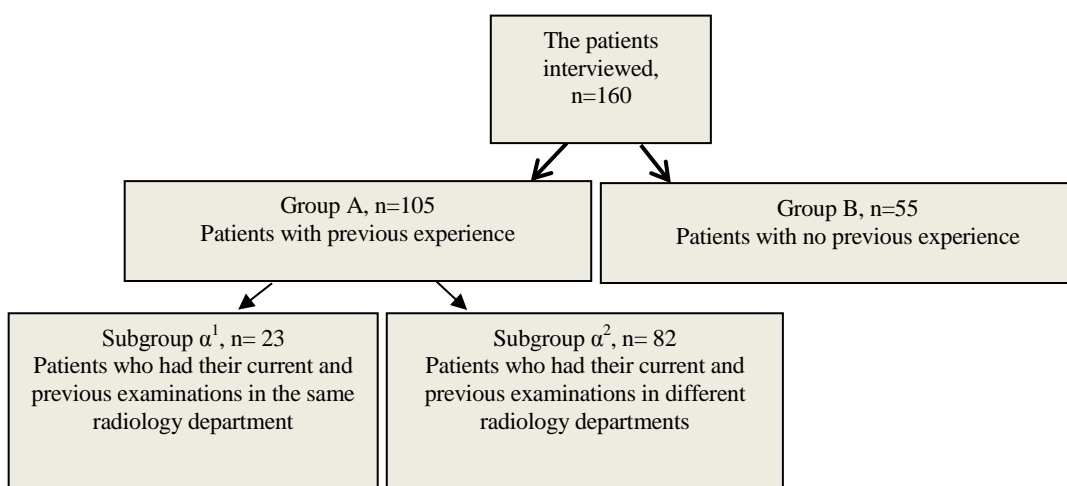 The patients
interviewed,
n=160
Group A, n=105
Patients with previous experience
Group B, n=55
Patients with no previous experience
Subgroup α¹, n= 23
Patients who had their current and
previous examinations in the same
radiology department
Subgroup α², n= 82
Patients who had their current and
previous examinations in different
radiology departments